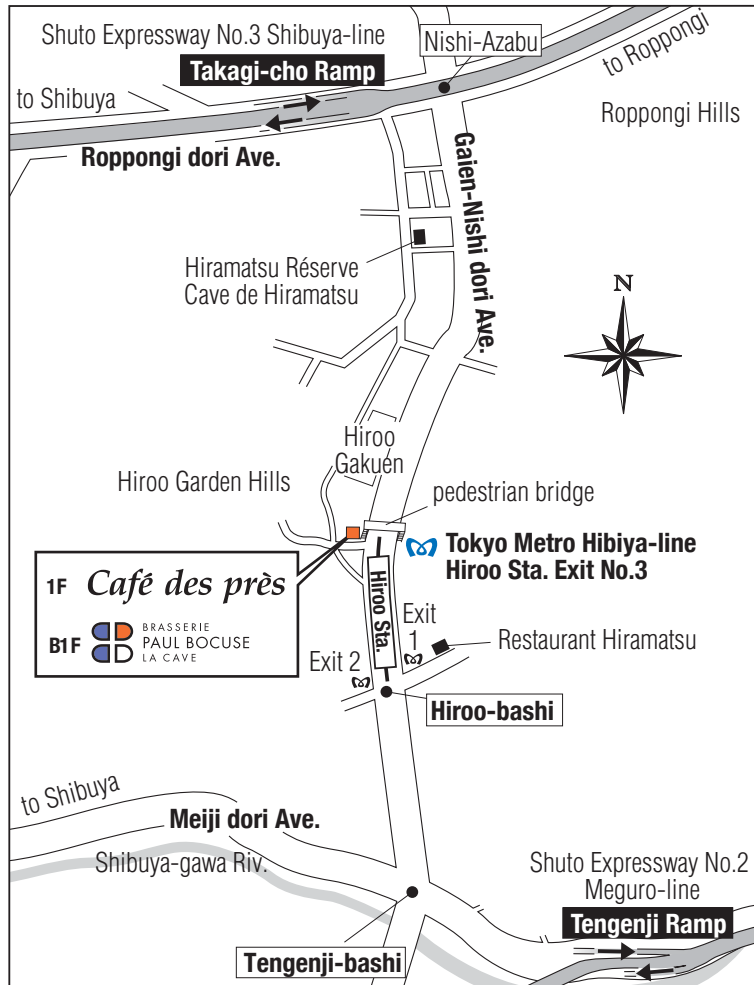 Shuto Expressway No.3 Shibuya-line
Takagi-cho Ramp
Nishi-Azabu
to Roppongi
to Shibuya
Roppongi Hills
Roppongi dori Ave.
Gaien-Nishi dori Ave.
Hiramatsu Réserve
Cave de Hiramatsu
N
Hiroo
Gakuen
Hiroo Garden Hills
pedestrian bridge
Tokyo Metro Hibiya-line
Hiroo Sta. Exit No.3
1F Café des près
B1F BRASSERIE
PAUL BOCUSE
LA CAVE
Hiroo Sta.
Exit
1
Restaurant Hiramatsu
Exit 2
Hiroo-bashi
to Shibuya
Meiji dori Ave.
Shibuya-gawa Riv.
Shuto Expressway No.2
Meguro-line
Tengenji Ramp
Tengenji-bashi